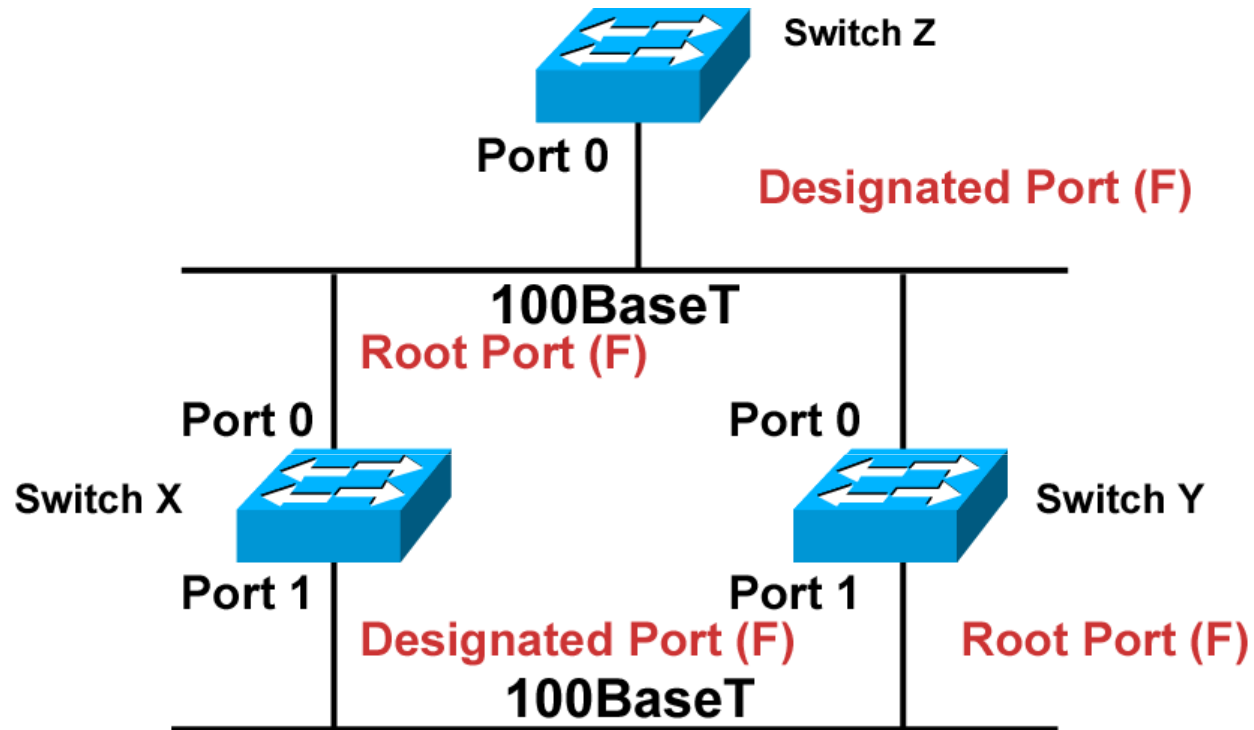 Switch Z
Port 0
Designated Port (F)
100BaseT
Root Port (F)
Port 0
Port 0
Switch X
Switch Y
Port 1
Port 1
Designated Port (F)
Root Port (F)
100BaseT